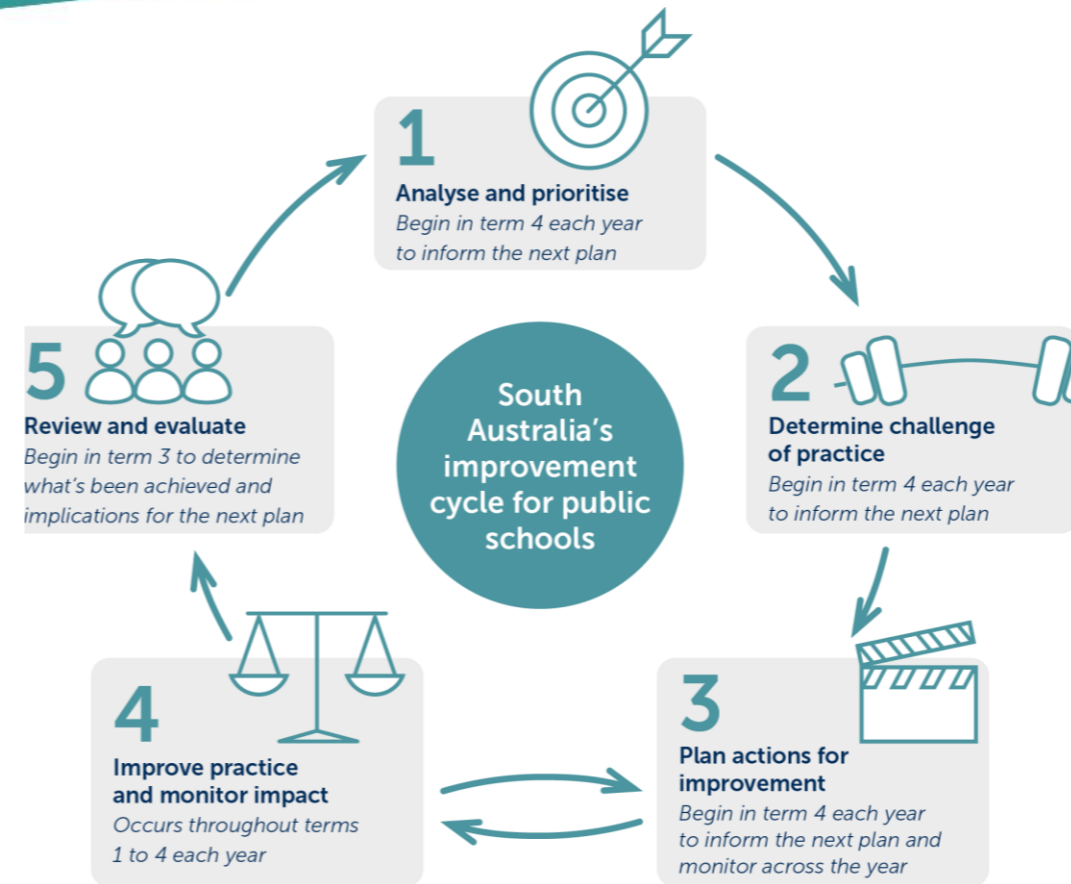 1
Analyse and prioritise
Begin in term 4 each year
to inform the next plan
2
Determine challenge
of practice
Begin in term 4 each year
to inform the next plan
3
Plan actions for
improvement
Begin in term 4 each year
to inform the next plan and
monitor across the year
4
Improve practice
and monitor impact
Occurs throughout terms
1 to 4 each year
5
Review and evaluate
Begin in term 3 to determine
what's been achieved and
implications for the next plan
South
Australia's
improvement
cycle for public
schools